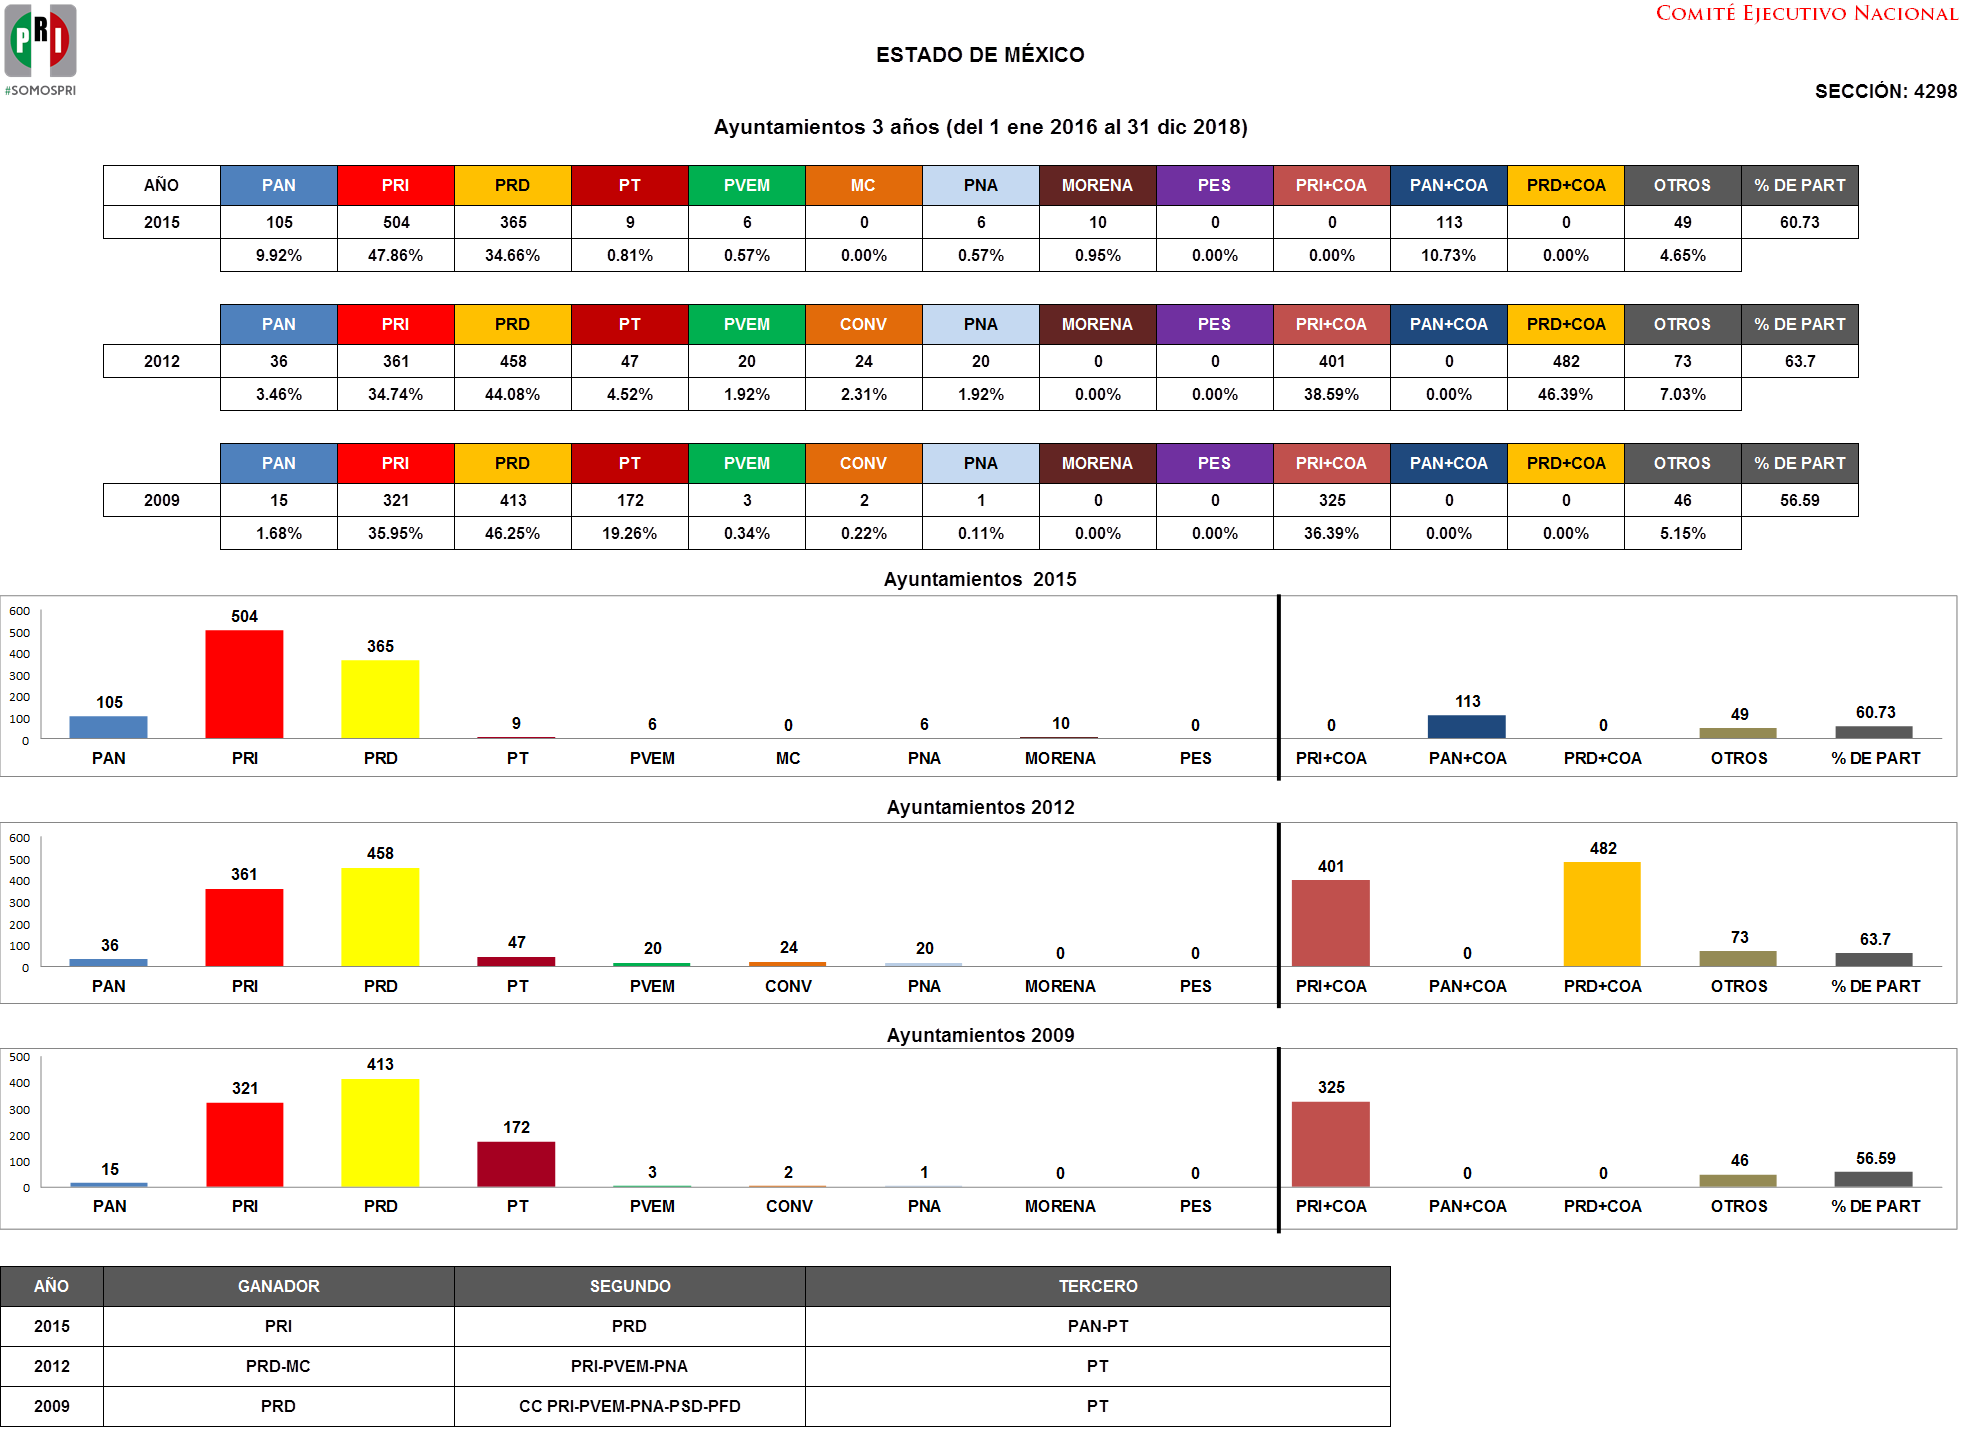 PRI
#SOMOSPRI
COMITÉ EJECUTIVO NACIONAL
ESTADO DE MÉXICO
SECCIÓN: 4298
Ayuntamientos 3 años (del 1 ene 2016 al 31 dic 2018)
AÑO PAN PRI PRD PT PVEM MC PNA MORENA PES PRI+COA PAN+COA PRD+COA OTROS % DE PART
2015 105 504 365 9 6 0 6 10 0 0 113 0 49 60.73
9.92% 47.86% 34.66% 0.81% 0.57% 0.00% 0.57% 0.95% 0.00% 0.00% 10.73% 0.00% 4.65%
PAN PRI PRD PT PVEM CONV PNA MORENA PES PRI+COA PAN+COA PRD+COA OTROS % DE PART
2012 36 361 458 47 20 24 20 0 0 401 0 482 73 63.7
3.46% 34.74% 44.08% 4.52% 1.92% 2.31% 1.92% 0.00% 0.00% 38.59% 0.00% 46.39% 7.03%
PAN PRI PRD PT PVEM CONV PNA MORENA PES PRI+COA PAN+COA PRD+COA OTROS % DE PART
2009 15 321 413 172 3 2 1 0 0 325 0 0 46 56.59
1.68% 35.95% 46.25% 19.26% 0.34% 0.22% 0.11% 0.00% 0.00% 36.39% 0.00% 0.00% 5.15%
Ayuntamientos 2015
600
500
400
300
200
100
0
105 504 365 9 6 0 6 10 0 0 113 0 49 60.73
PAN PRI PRD PT PVEM MC PNA MORENA PES PRI+COA PAN+COA PRD+COA OTROS % DE PART
Ayuntamientos 2012
600
500
400
300
200
100
0
36 361 458 47 20 24 20 0 0 401 0 482 73 63.7
PAN PRI PRD PT PVEM CONV PNA MORENA PES PRI+COA PAN+COA PRD+COA OTROS % DE PART
Ayuntamientos 2009
500
400
300
200
100
0
15 321 413 172 3 2 1 0 0 325 0 0 46 56.59
PAN PRI PRD PT PVEM CONV PNA MORENA PES PRI+COA PAN+COA PRD+COA OTROS % DE PART
AÑO GANADOR SEGUNDO TERCERO
2015 PRI PRD PAN-PT
2012 PRD-MC PRI-PVEM-PNA PT
2009 PRD CC PRI-PVEM-PNA-PSD-PFD PT